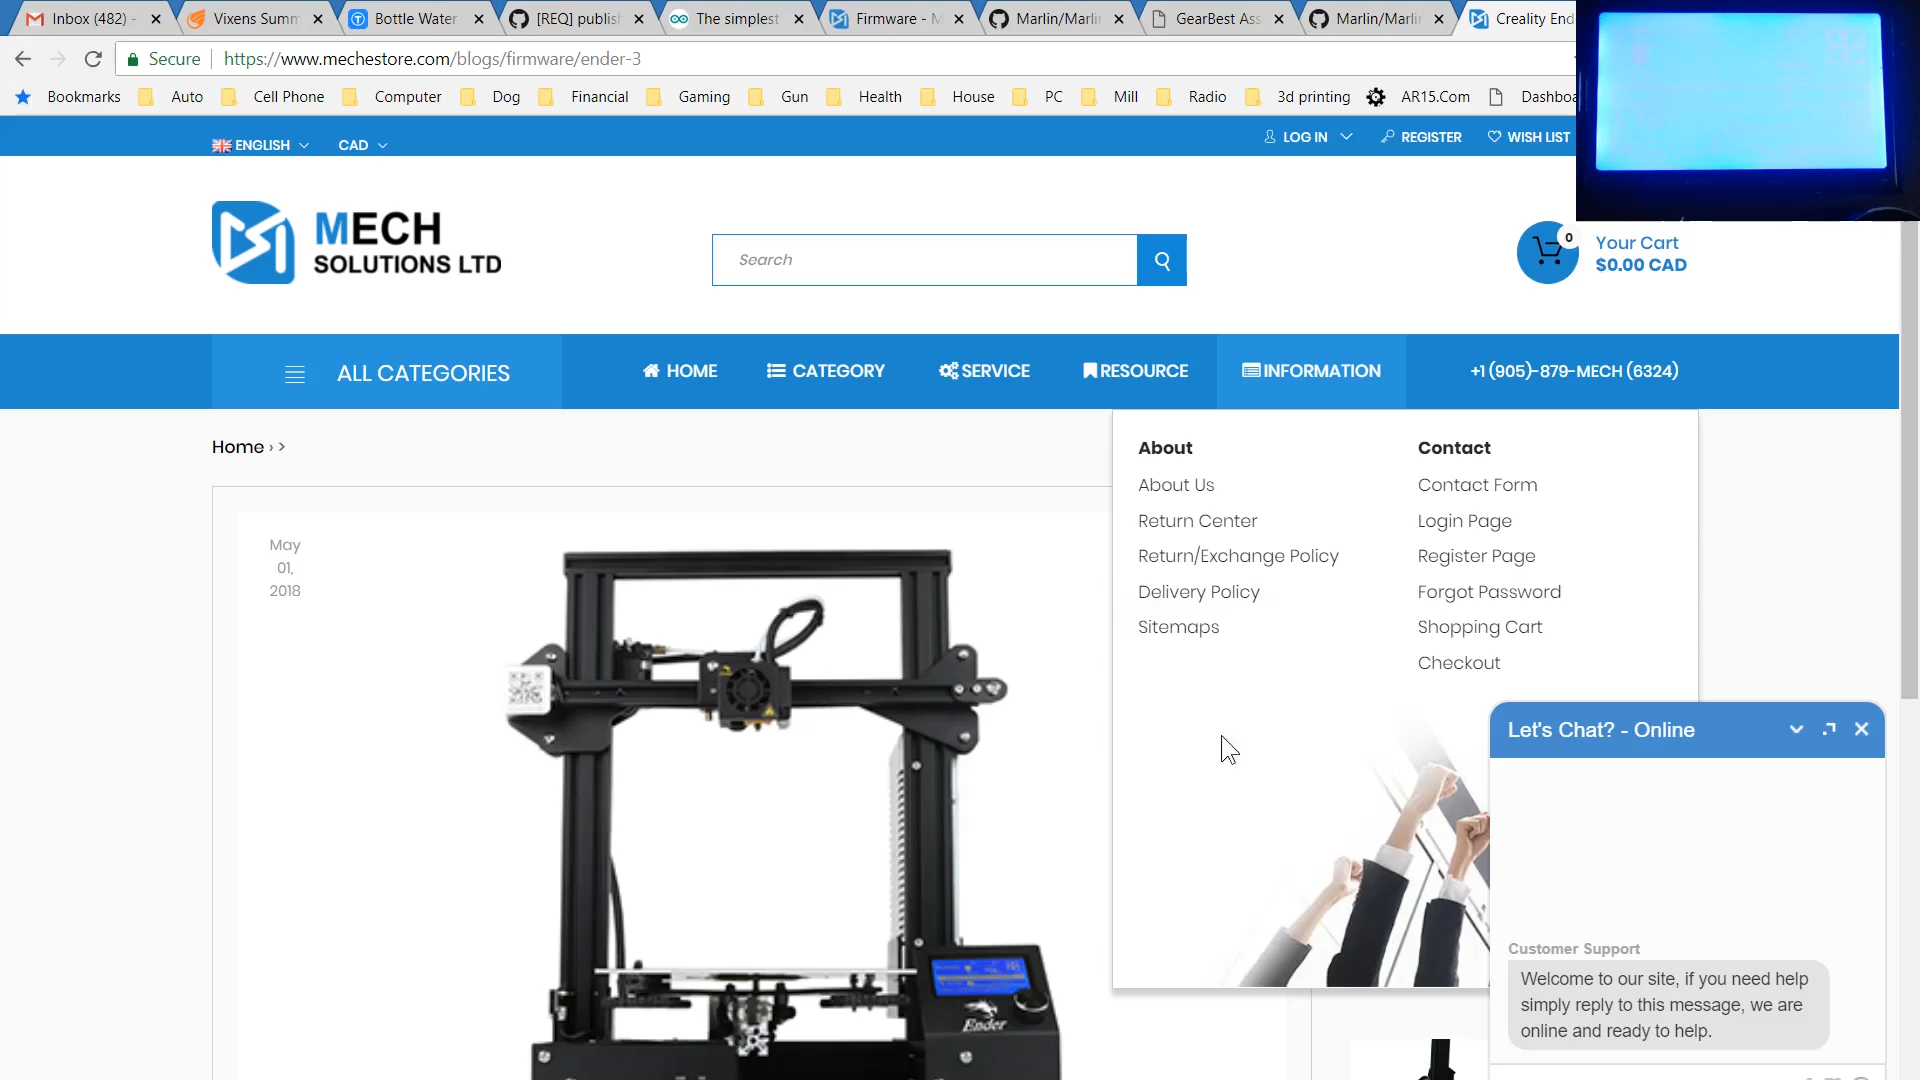 Inbox (482) -
Vixens Summ
Bottle Water
[REQ] publish
The simplest
Firmware - M
Marlin/Marlin
GearBest Ass
Marlin/Marlin
Creality End
Secure
https://www.mechestore.com/blogs/firmware/ender-3
Bookmarks Auto Cell Phone Computer Dog Financial Gaming Gun Health House PC Mill Radio 3d printing AR15.Com Dashboa
ENGLISH CAD LOG IN REGISTER WISH LIST
MECH
SOLUTIONS LTD
Search
0
Your Cart
$0.00 CAD
ALL CATEGORIES HOME CATEGORY SERVICE RESOURCE INFORMATION +1 (905)-879-MECH (6324)
Home › >
May
01,
2018
Ender
About
About Us
Return Center
Return/Exchange Policy
Delivery Policy
Sitemaps
Contact
Contact Form
Login Page
Register Page
Forgot Password
Shopping Cart
Checkout
Let's Chat? - Online
Customer Support
Welcome to our site, if you need help
simply reply to this message, we are
online and ready to help.